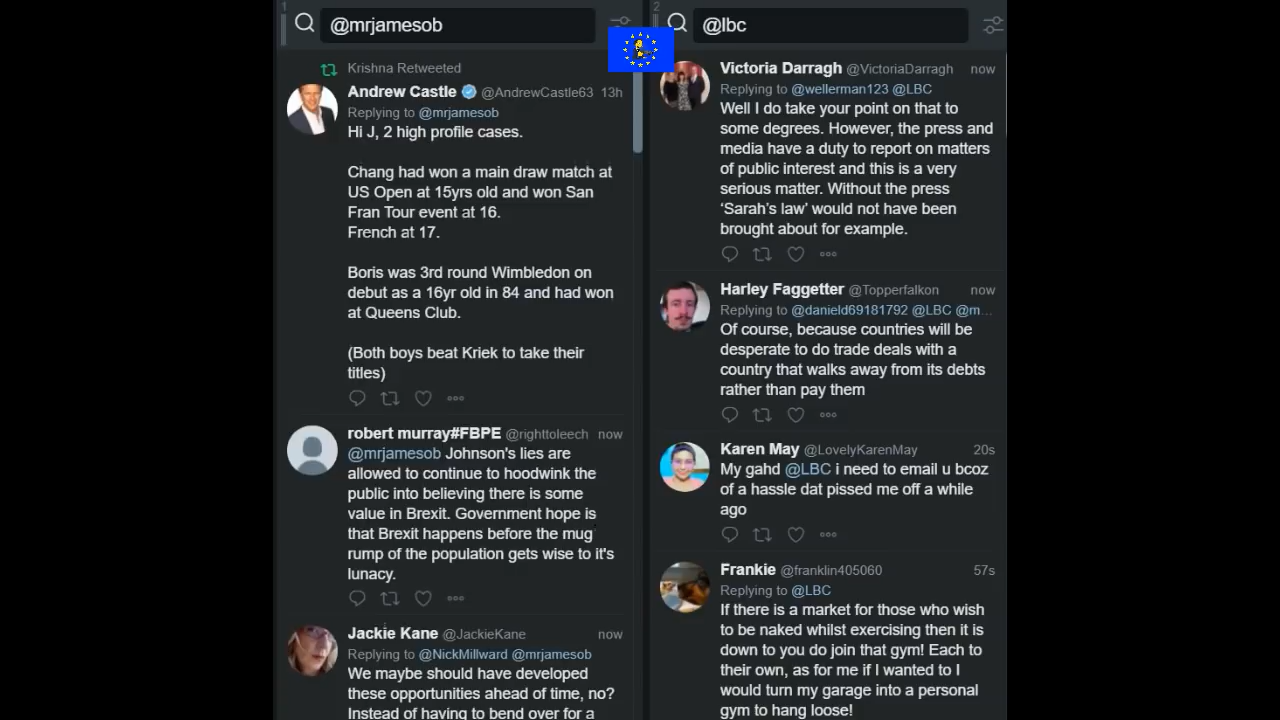 1
@mrjamesob
Krishna Retweeted
Andrew Castle @AndrewCastle63 13h
Replying to @mrjamesob
Hi J, 2 high profile cases.
Chang had won a main draw match at
US Open at 15yrs old and won San
Fran Tour event at 16.
French at 17.
Boris was 3rd round Wimbledon on
debut as a 16yr old in 84 and had won
at Queens Club.
(Both boys beat Kriek to take their
titles)
robert murray#FBPE @righttoleech now
@mrjamesob Johnson's lies are
allowed to continue to hoodwink the
public into believing there is some
value in Brexit. Government hope is
that Brexit happens before the mug
rump of the population gets wise to it's
lunacy.
Jackie Kane @JackieKane now
Replying to @NickMillward @mrjamesob
We maybe should have developed
these opportunities ahead of time, no?
Instead of having to bend over for a
2
@lbc
Victoria Darragh @VictoriaDarragh now
Replying to @wellerman123 @LBC
Well I do take your point on that to
some degrees. However, the press and
media have a duty to report on matters
of public interest and this is a very
serious matter. Without the press
‘Sarah’s law’ would not have been
brought about for example.
Harley Faggetter @Topperfalkon now
Replying to @danield69181792 @LBC @m...
Of course, because countries will be
desperate to do trade deals with a
country that walks away from its debts
rather than pay them
Karen May @LovelyKarenMay 20s
My gahd @LBC i need to email u bcoz
of a hassle dat pissed me off a while
ago
Frankie @franklin405060 57s
Replying to @LBC
If there is a market for those who wish
to be naked whilst exercising then it is
down to you do join that gym! Each to
their own, as for me if I wanted to I
would turn my garage into a personal
gym to hang loose!